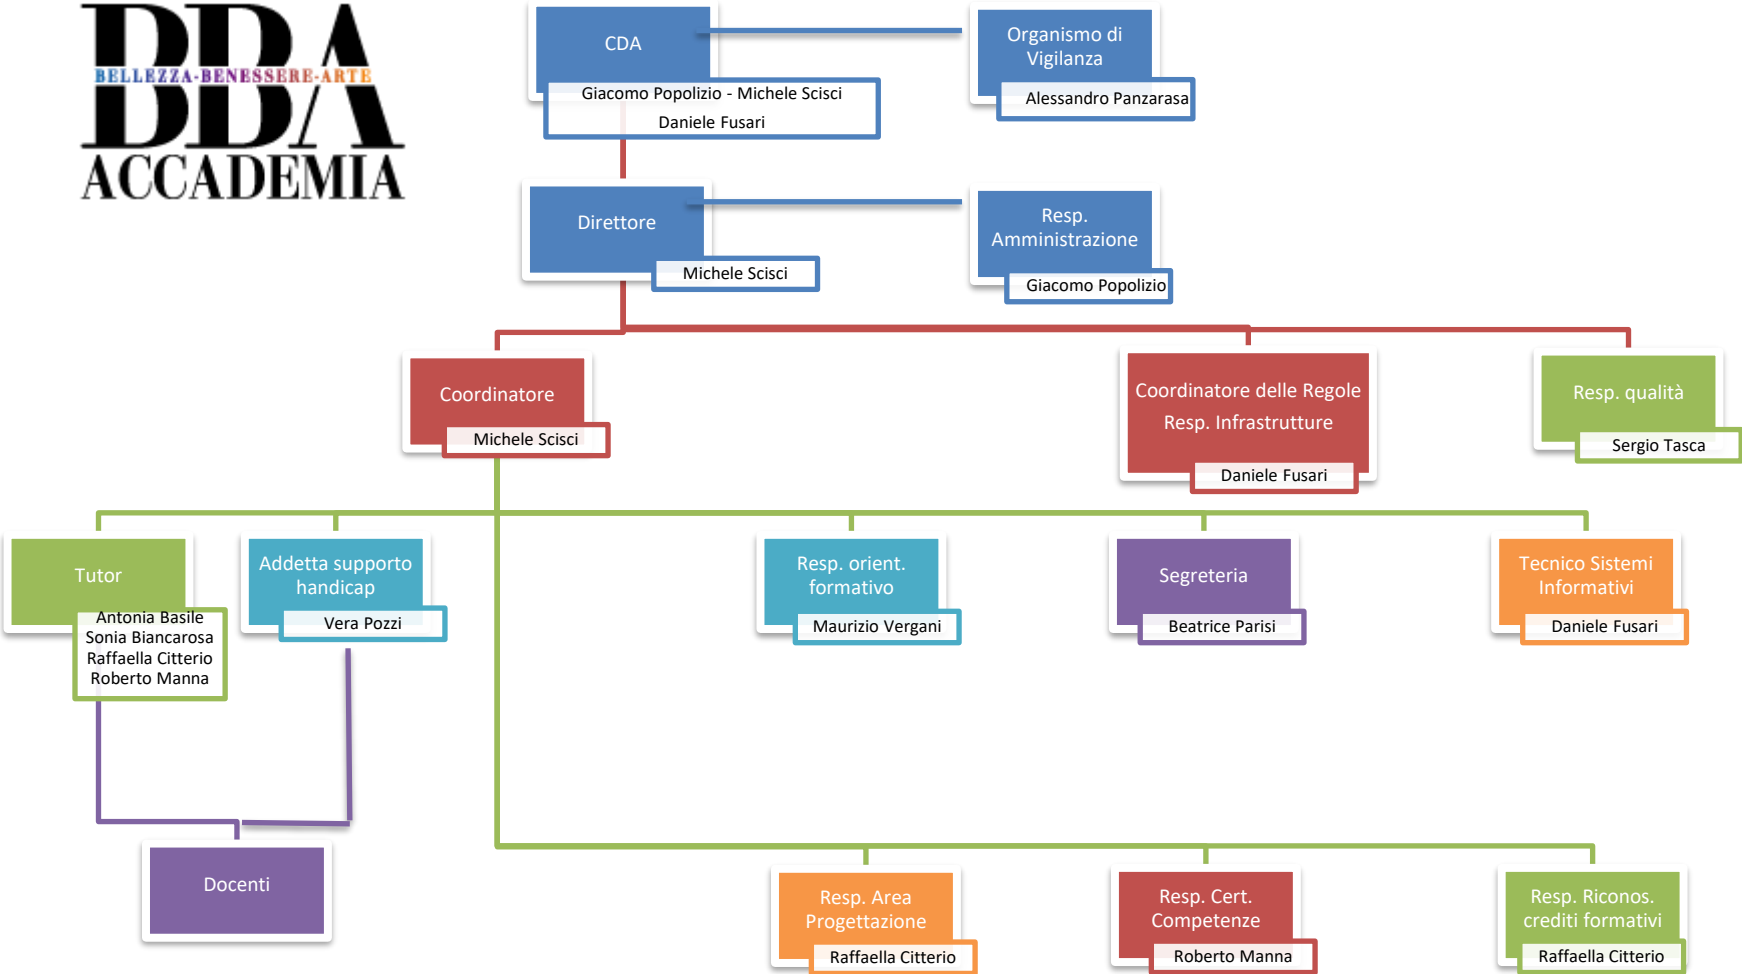 BBA
BELLEZZA-BENESSERE-ARTE
ACCADEMIA
CDA
Giacomo Popolizio - Michele Scisci
Daniele Fusari
Organismo di
Vigilanza
Alessandro Panzarasa
Direttore
Michele Scisci
Resp.
Amministrazione
Giacomo Popolizio
Coordinatore
Michele Scisci
Coordinatore delle Regole
Resp. Infrastrutture
Daniele Fusari
Resp. qualità
Sergio Tasca
Tutor
Antonia Basile
Sonia Biancarosa
Raffaella Citterio
Roberto Manna
Addetta supporto
handicap
Vera Pozzi
Resp. orient.
formativo
Maurizio Vergani
Segreteria
Beatrice Parisi
Tecnico Sistemi
Informativi
Daniele Fusari
Docenti
Resp. Area
Progettazione
Raffaella Citterio
Resp. Cert.
Competenze
Roberto Manna
Resp. Riconos.
crediti formativi
Raffaella Citterio